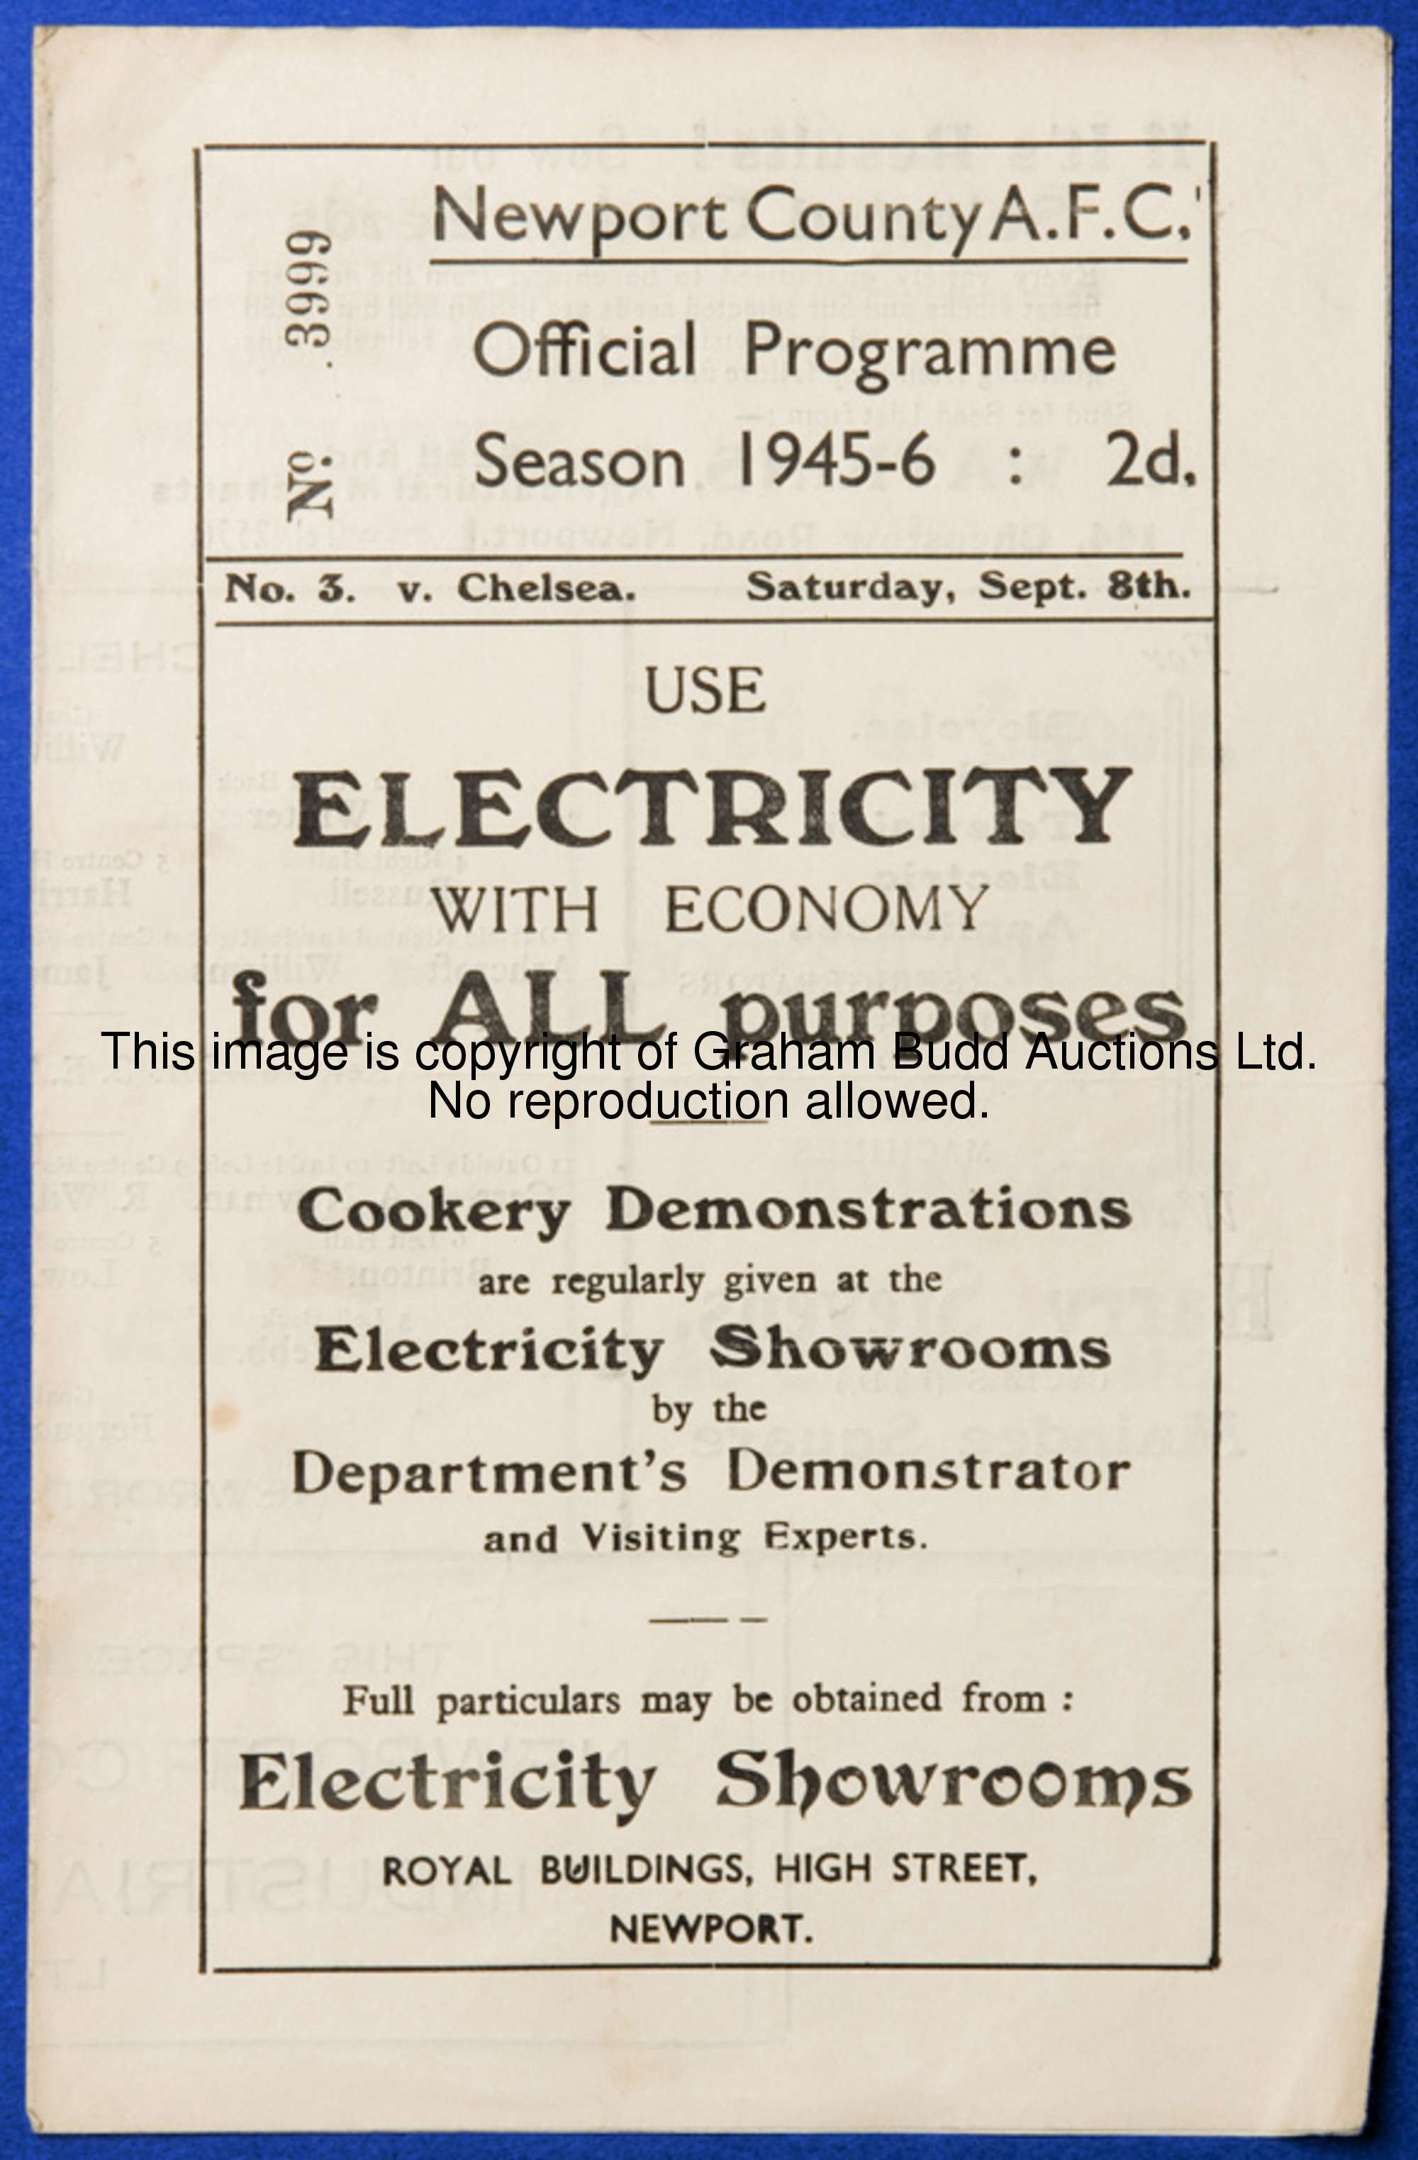 Newport County A.F.C.
No. 3999
Official Programme
Season 1945-6 : 2d.
No. 3. v. Chelsea. Saturday, Sept. 8th.
USE
ELECTRICITY
WITH ECONOMY
for ALL purposes
This image is copyright of Graham Budd Auctions Ltd.
No reproduction allowed.
Cookery Demonstrations
are regularly given at the
Electricity Showrooms
by the
Department's Demonstrator
and Visiting Experts.
Full particulars may be obtained from :
Electricity Showrooms
ROYAL BUILDINGS, HIGH STREET,
NEWPORT.